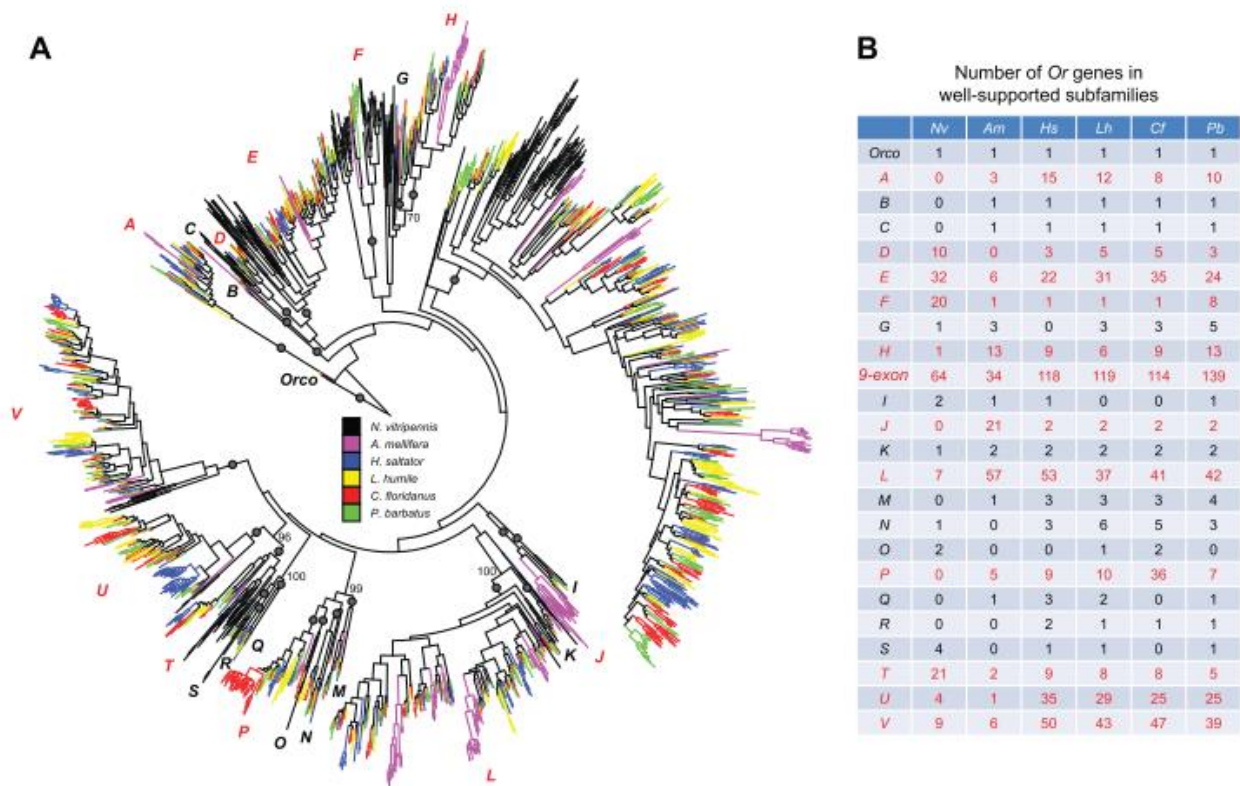 A
B
H
F
G
E
70
A
C
D
B
Orco
V
N. vitripennis
A. mellifera
H. saltator
L. humile
C. floridanus
P. barbatus
96
100
U
99
100
I
T
S
R
Q
P
O
N
M
K
J
L
Number of Or genes in
well-supported subfamilies
Nv Am Hs Lh Cf Pb
Orco 1 1 1 1 1 1
A 0 3 15 12 8 10
B 0 1 1 1 1 1
C 0 1 1 1 1 1
D 10 0 3 5 5 3
E 32 6 22 31 35 24
F 20 1 1 1 1 8
G 1 3 0 3 3 5
H 1 13 9 6 9 13
9-exon 64 34 118 119 114 139
I 2 1 1 0 0 1
J 0 21 2 2 2 2
K 1 2 2 2 2 2
L 7 57 53 37 41 42
M 0 1 3 3 3 4
N 1 0 3 6 5 3
O 2 0 0 1 2 0
P 0 5 9 10 36 7
Q 0 1 3 2 0 1
R 0 0 2 1 1 1
S 4 0 1 1 0 1
T 21 2 9 8 8 5
U 4 1 35 29 25 25
V 9 6 50 43 47 39